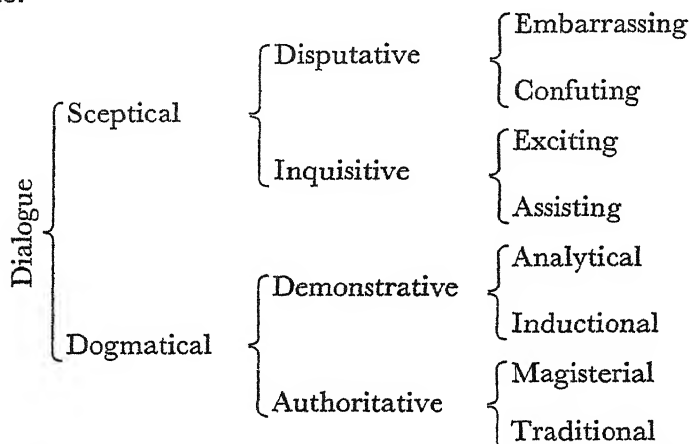 Embarrassing
Disputative
Confuting
Sceptical
Exciting
Inquisitive
Assisting
Dialogue
Analytical
Demonstrative
Inductional
Dogmatical
Magisterial
Authoritative
Traditional